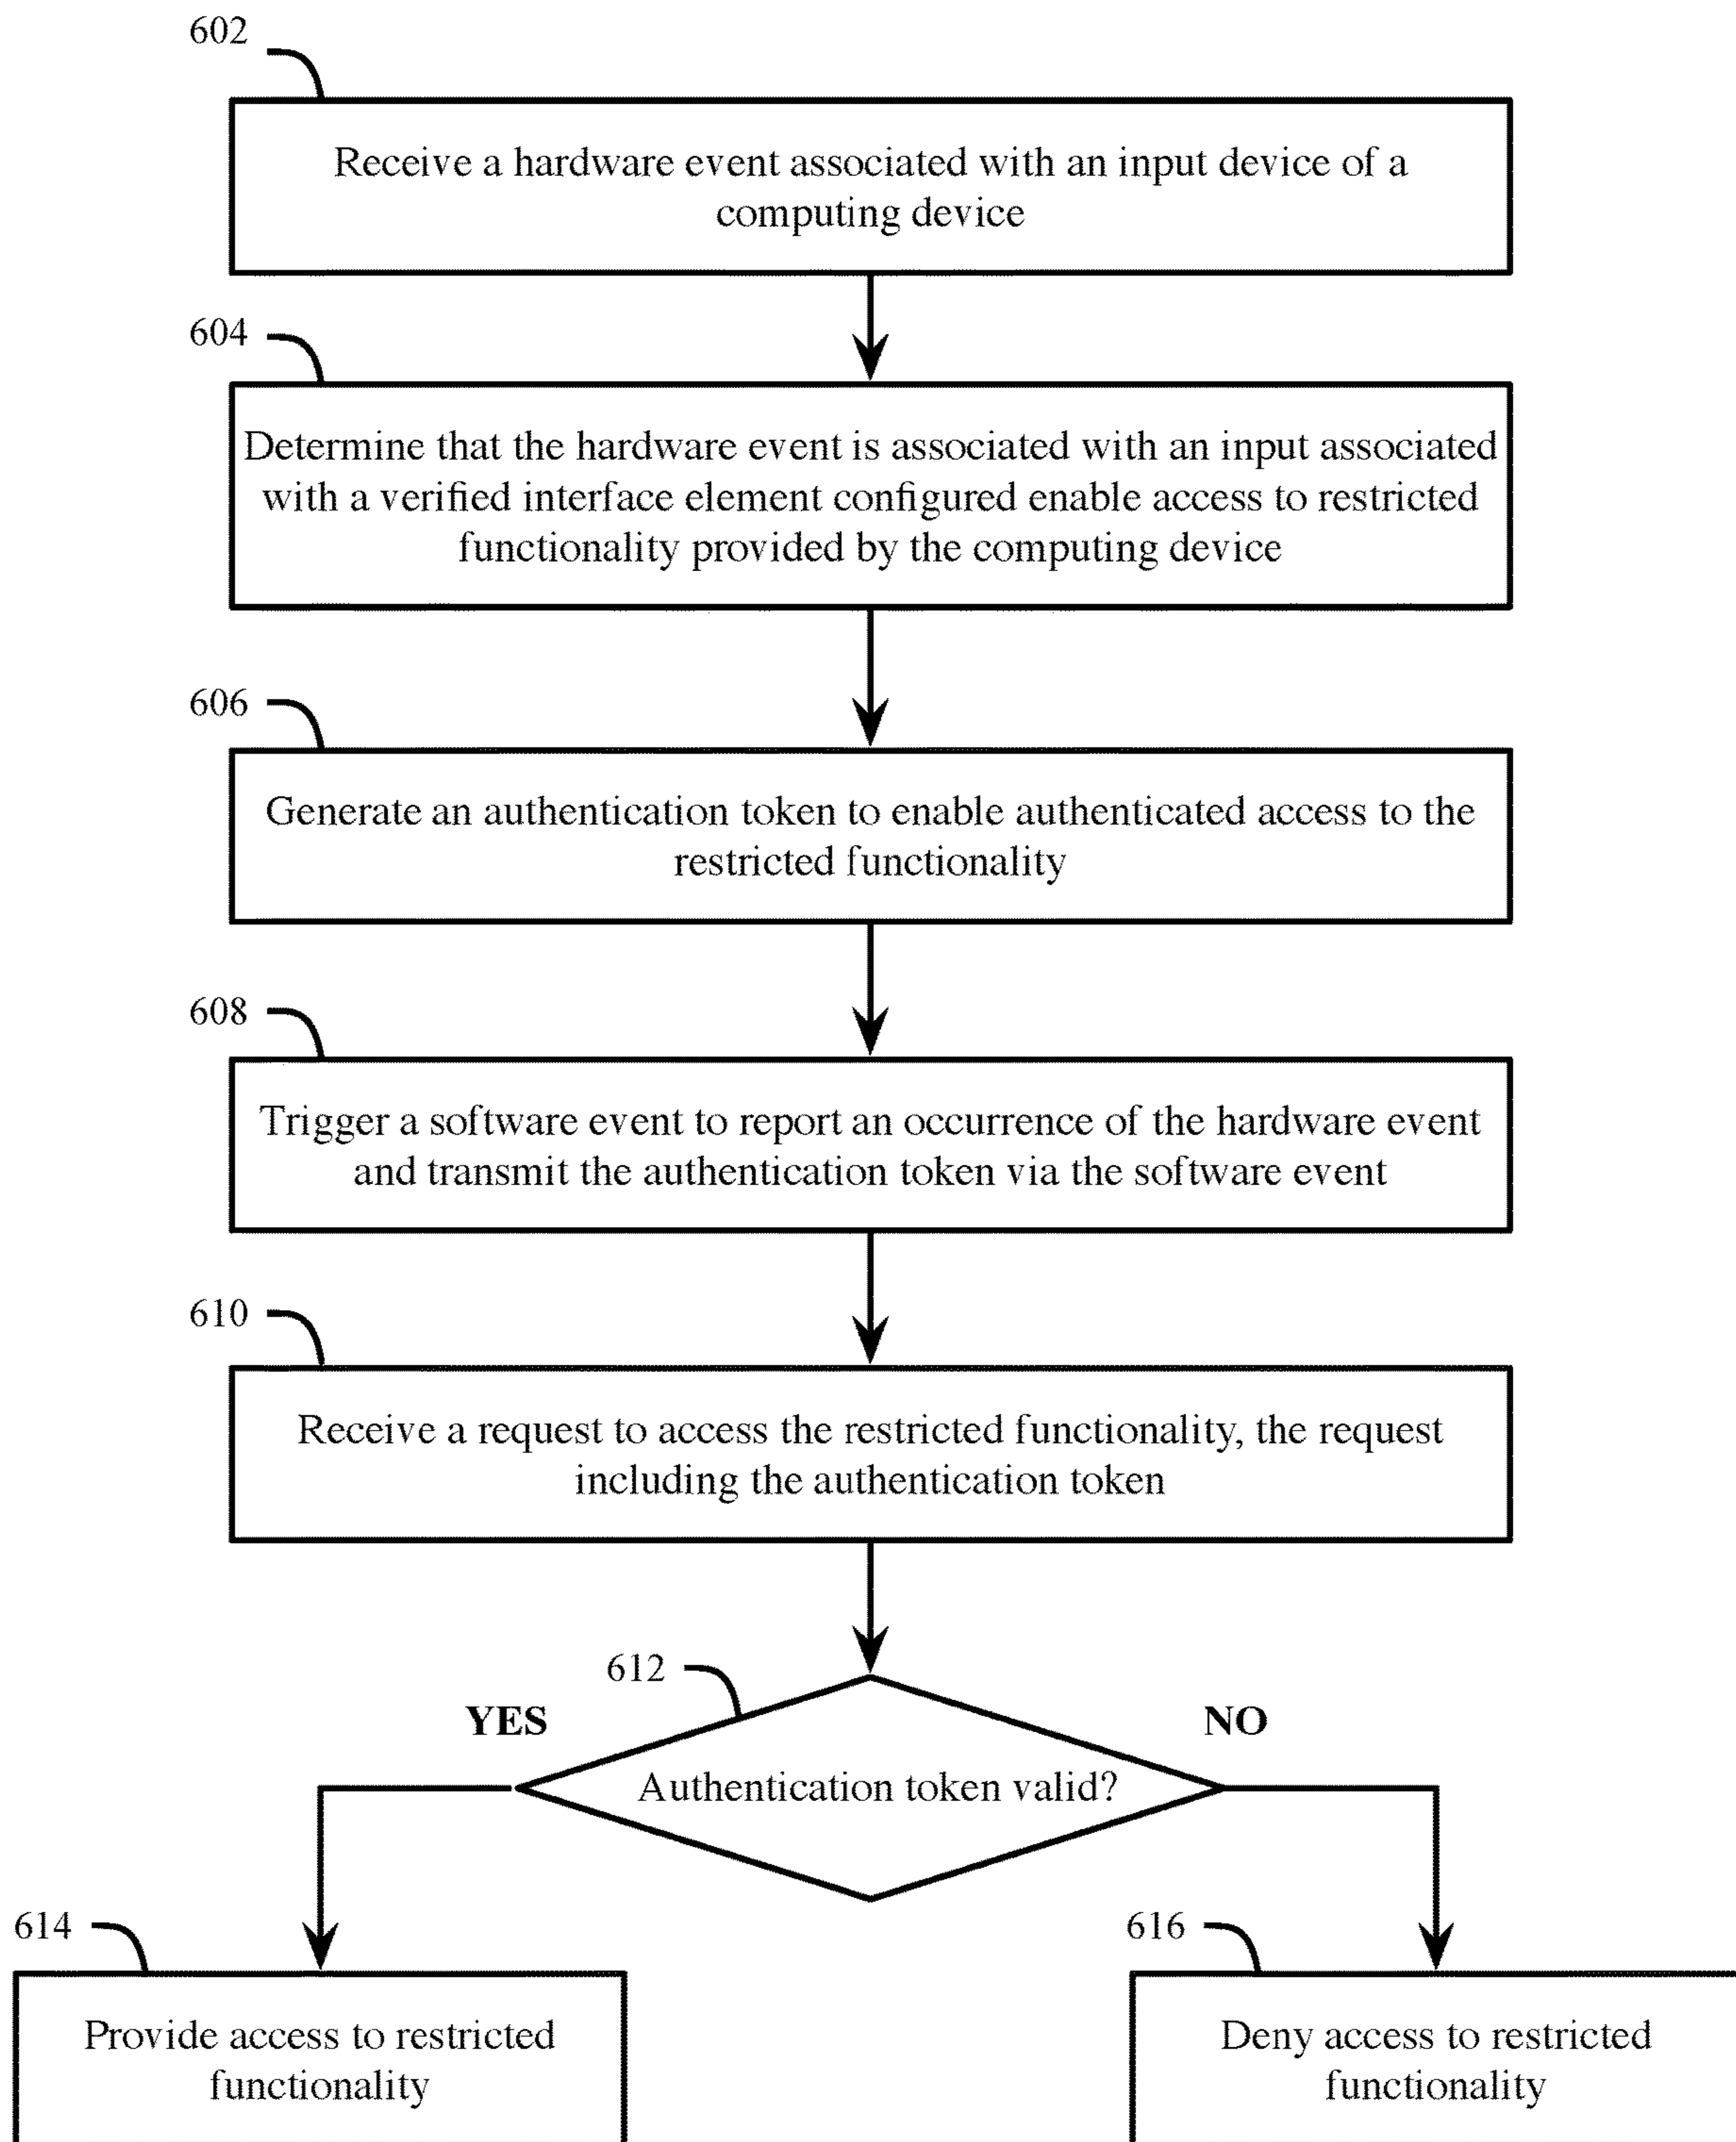 602
Receive a hardware event associated with an input device of a
computing device
604
Determine that the hardware event is associated with an input associated
with a verified interface element configured enable access to restricted
functionality provided by the computing device
606
Generate an authentication token to enable authenticated access to the
restricted functionality
608
Trigger a software event to report an occurrence of the hardware event
and transmit the authentication token via the software event
610
Receive a request to access the restricted functionality, the request
including the authentication token
612
YES
NO
Authentication token valid?
614
616
Provide access to restricted
functionality
Deny access to restricted
functionality